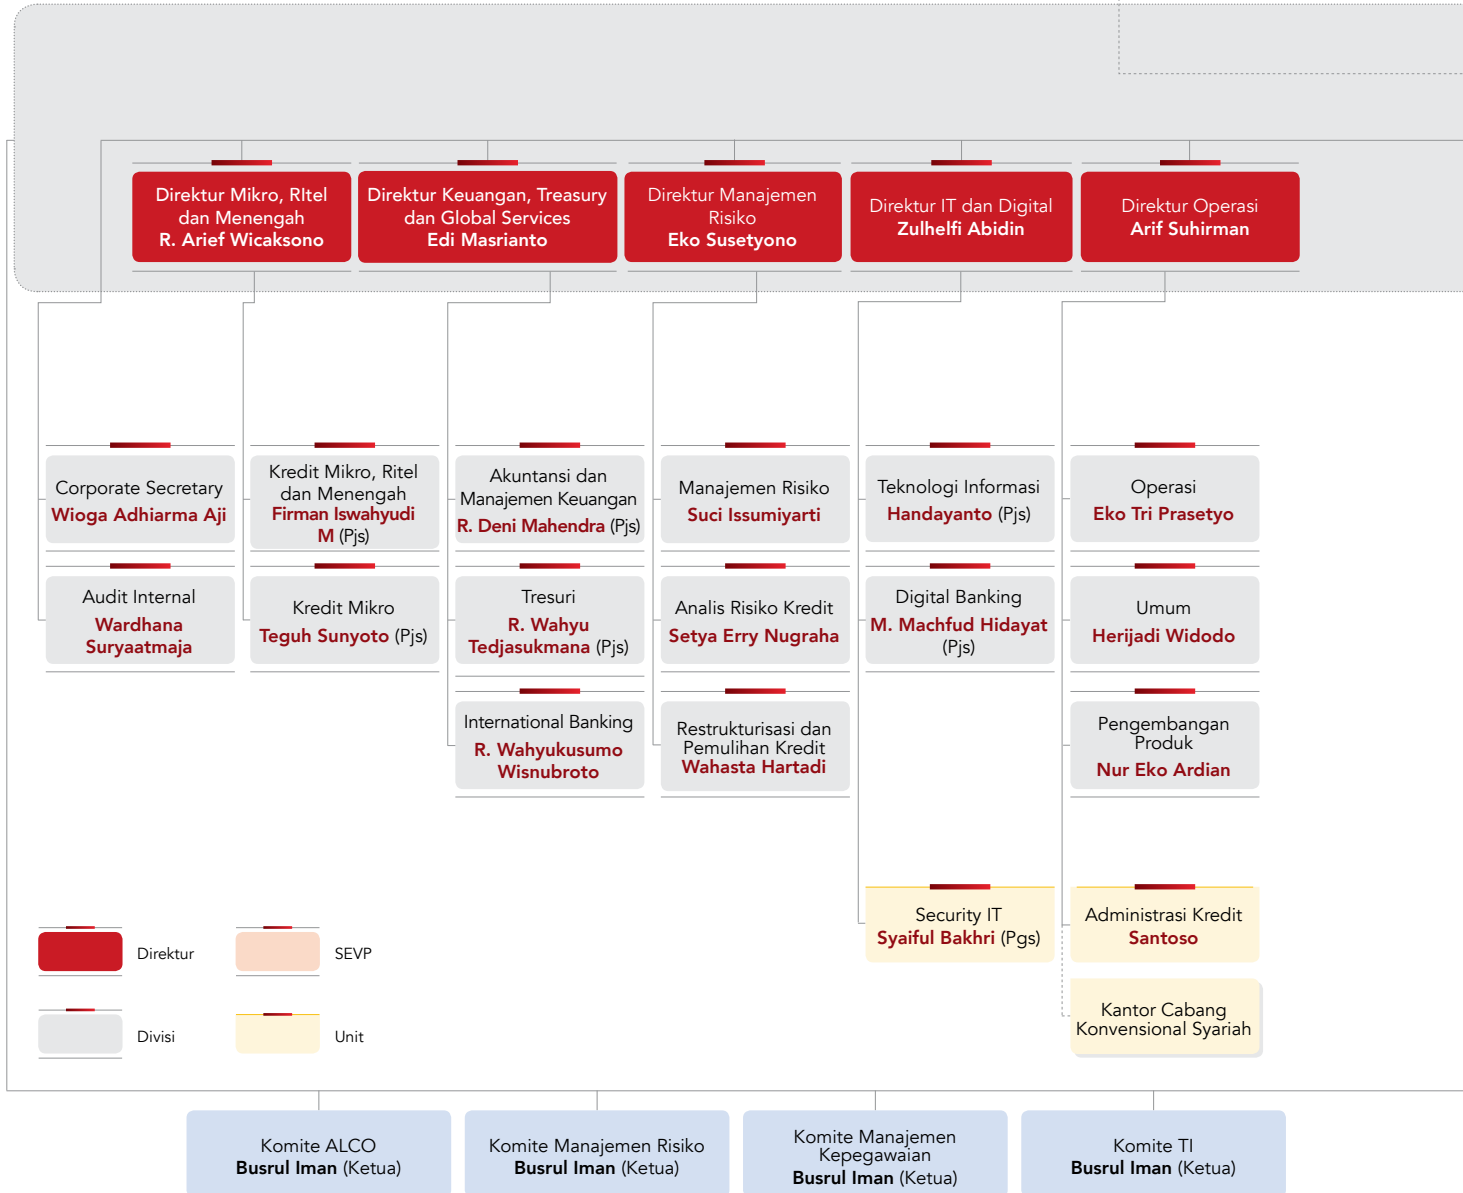 Direktur Mikro, RItel
dan Menengah
R. Arief Wicaksono
Direktur Keuangan, Treasury
dan Global Services
Edi Masrianto
Direktur Manajemen
Risiko
Eko Susetyono
Direktur IT dan Digital
Zulhelfi Abidin
Direktur Operasi
Arif Suhirman
Corporate Secretary
Wioga Adhiarma Aji
Kredit Mikro, Ritel
dan Menengah
Firman Iswahyudi
M (Pjs)
Akuntansi dan
Manajemen Keuangan
R. Deni Mahendra (Pjs)
Manajemen Risiko
Suci Issumiyarti
Teknologi Informasi
Handayanto (Pjs)
Operasi
Eko Tri Prasetyo
Audit Internal
Wardhana
Suryaatmaja
Kredit Mikro
Teguh Sunyoto (Pjs)
Tresuri
R. Wahyu
Tedjasukmana (Pjs)
Analis Risiko Kredit
Setya Erry Nugraha
Digital Banking
M. Machfud Hidayat
(Pjs)
Umum
Herijadi Widodo
International Banking
R. Wahyukusumo
Wisnubroto
Restrukturisasi dan
Pemulihan Kredit
Wahasta Hartadi
Pengembangan
Produk
Nur Eko Ardian
Security IT
Syaiful Bakhri (Pgs)
Administrasi Kredit
Santoso
Kantor Cabang
Konvensional Syariah
Direktur
SEVP
Divisi
Unit
Komite ALCO
Busrul Iman (Ketua)
Komite Manajemen Risiko
Busrul Iman (Ketua)
Komite Manajemen
Kepegawaian
Busrul Iman (Ketua)
Komite TI
Busrul Iman (Ketua)